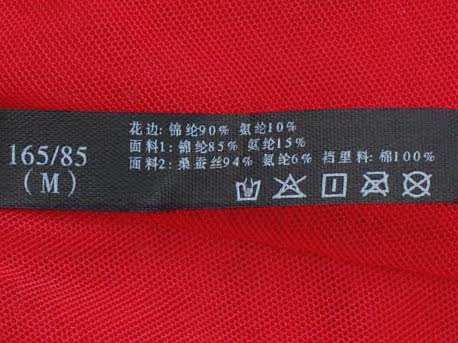 165/85
(M)
花边: 锦纶90% 氨纶10%
面料1: 锦纶85% 氨纶15%
面料2: 桑蚕丝94% 氨纶6% 裆里料: 棉100%